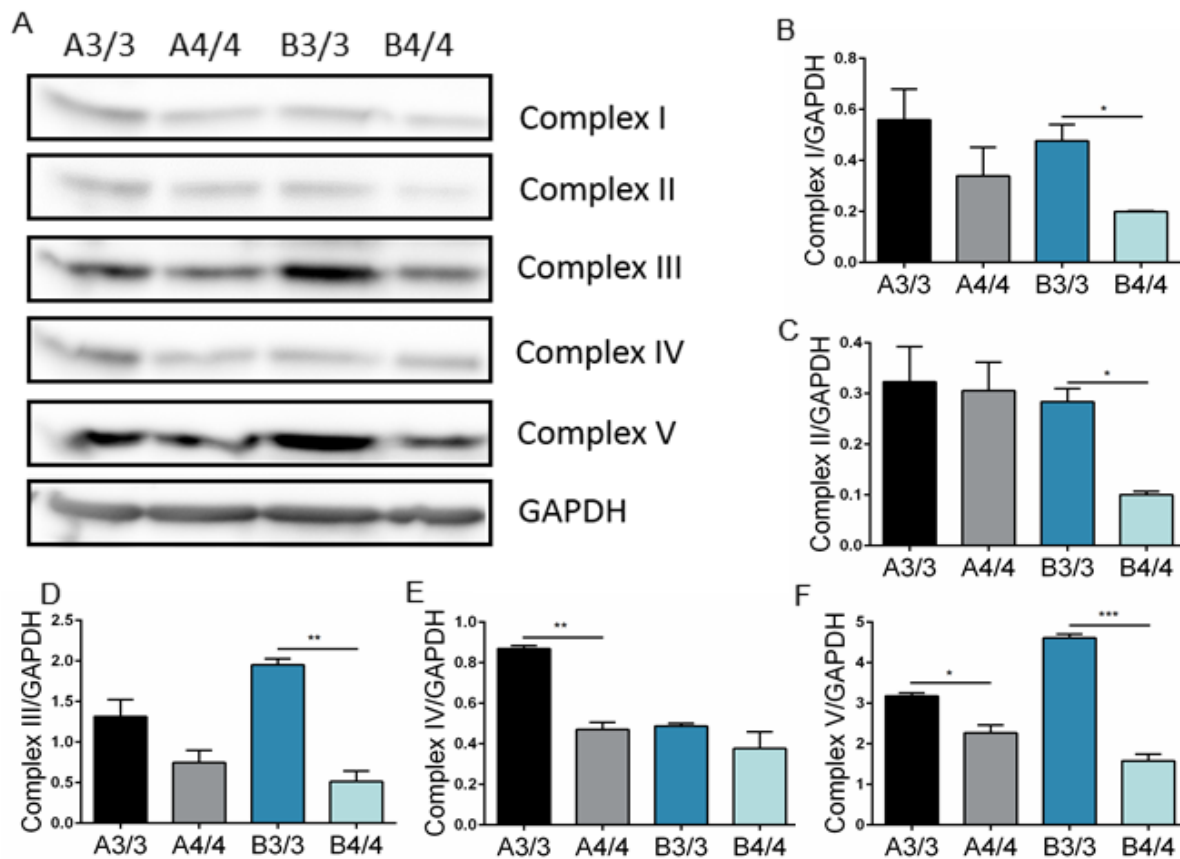 A
A3/3 A4/4 B3/3 B4/4
Complex I
Complex II
Complex III
Complex IV
Complex V
GAPDH
B
Complex I/GAPDH
0.8
0.6
0.4
0.2
0.0
*
A3/3 A4/4 B3/3 B4/4
C
Complex II/GAPDH
0.4
0.3
0.2
0.1
0.0
*
A3/3 A4/4 B3/3 B4/4
D
Complex III/GAPDH
2.5
2.0
1.5
1.0
0.5
0.0
**
A3/3 A4/4 B3/3 B4/4
E
Complex IV/GAPDH
1.0
0.8
0.6
0.4
0.2
0.0
**
A3/3 A4/4 B3/3 B4/4
F
Complex V/GAPDH
5
4
3
2
1
0
*
***
A3/3 A4/4 B3/3 B4/4